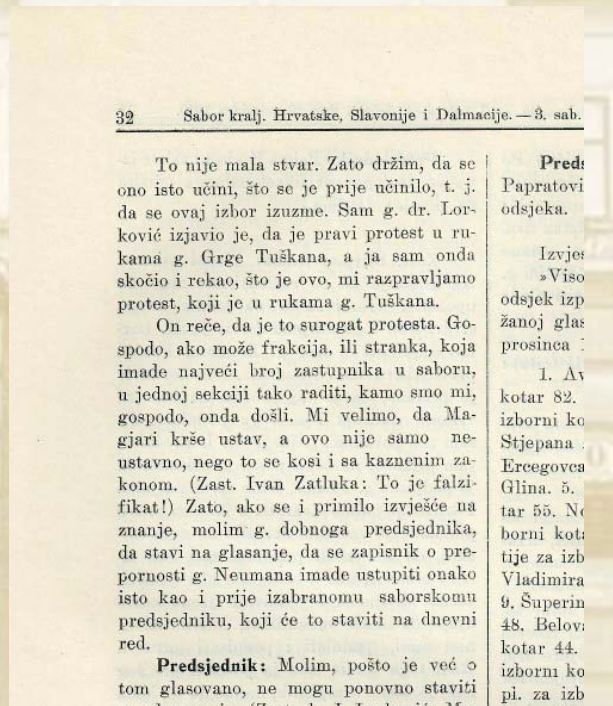 32 Sabor kralj. Hrvatske, Slavonije i Dalmacije. — 3. sab.
To nije mala stvar. Zato držim, da se
ono isto učini, što se je prije učinilo, t. j.
da se ovaj izbor izuzme. Sam g. dr. Lor-
ković izjavio je, da je pravi protest u ru-
kama g. Grge Tuškana, a ja sam onda
skočio i rekao, što je ovo, mi razpravljamo
protest, koji je u rukama g. Tuškana.
On reče, da je to surogat protesta. Go-
spodo, ako može frakcija, ili stranka, koja
imade najveći broj zastupnika u saboru,
u jednoj sekciji tako raditi, kamo smo mi,
gospodo, onda došli. Mi velimo, da Ma-
gjari krše ustav, a ovo nije samo ne-
ustavno, nego to se kosi i sa kaznenim za-
konom. (Zast. Ivan Zatluka: To je falzi-
fikat!) Zato, ako se i primilo izvješće na
znanje, molim g. dobnoga predsjednika,
da stavi na glasanje, da se zapisnik o pre-
pornosti g. Neumana imade ustupiti onako
isto kao i prije izabranomu saborskomu
predsjedniku, koji će to staviti na dnevni
red.
Predsjednik: Molim, pošto je već o
tom glasovano, ne mogu ponovno staviti
Preds
Papratovi
odsjeka.
Izvjes
»Viso
odsjek izp
žanoj glas
prosinca 1
1. Av
kotar 82.
izborni ko
Stjepana
Ercegovca
Glina. 5.
tar 55. No
borni kota
tije za izb
Vladimira
9. Šuperin
48. Belova
kotar 44.
izborni ko
pi. za izb